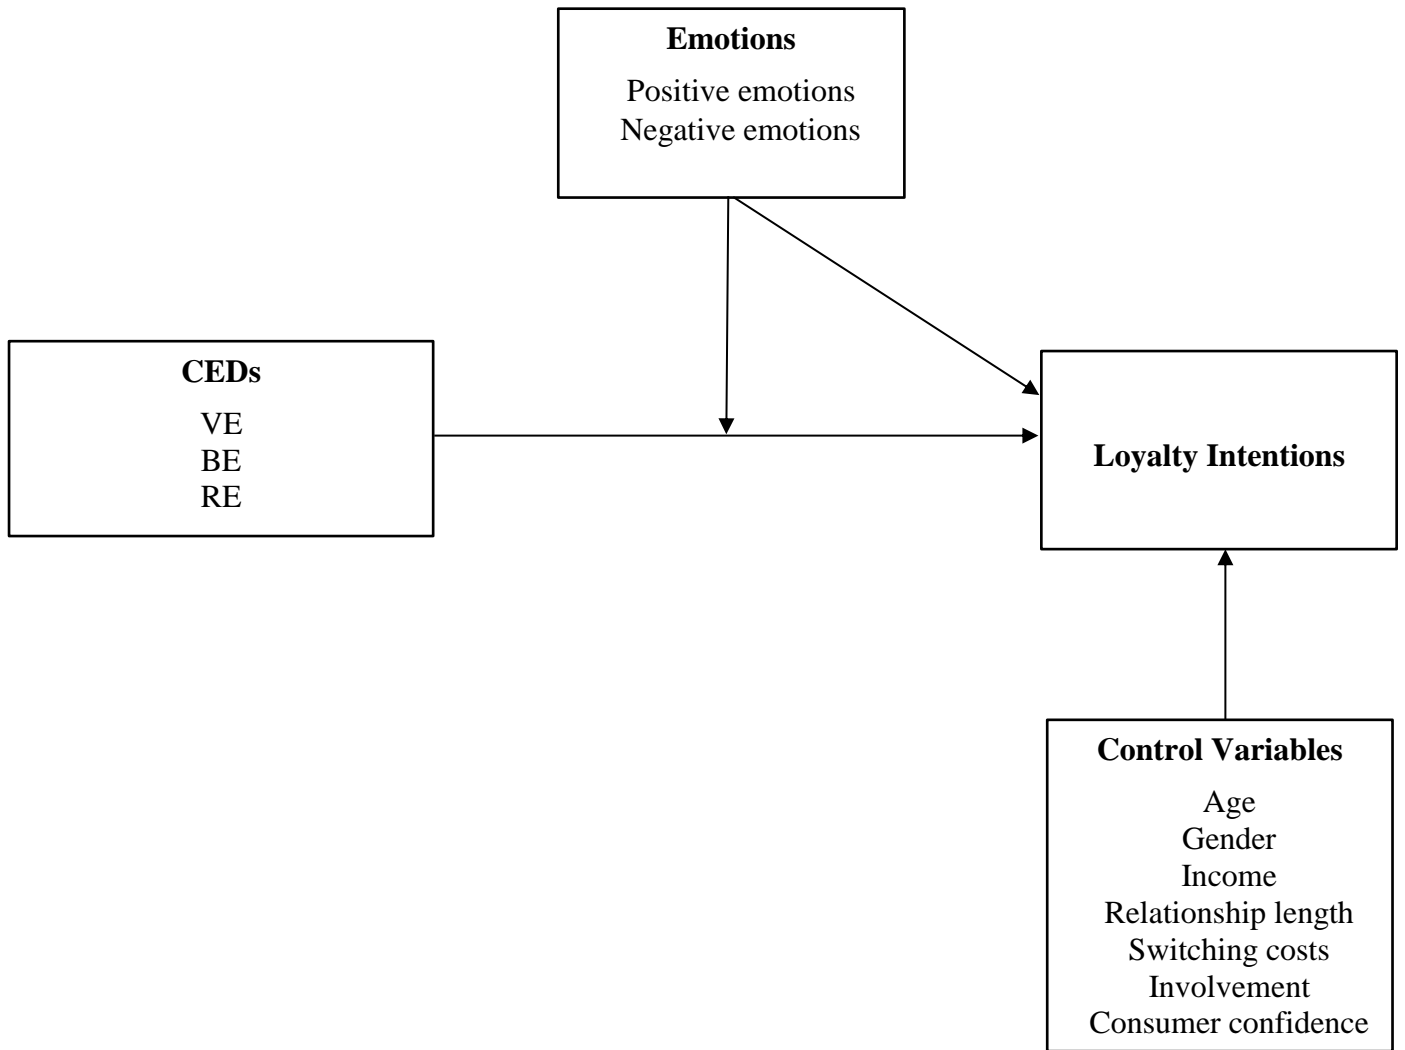 Emotions
Positive emotions
Negative emotions
CEDs
VE
BE
RE
Loyalty Intentions
Control Variables
Age
Gender
Income
Relationship length
Switching costs
Involvement
Consumer confidence